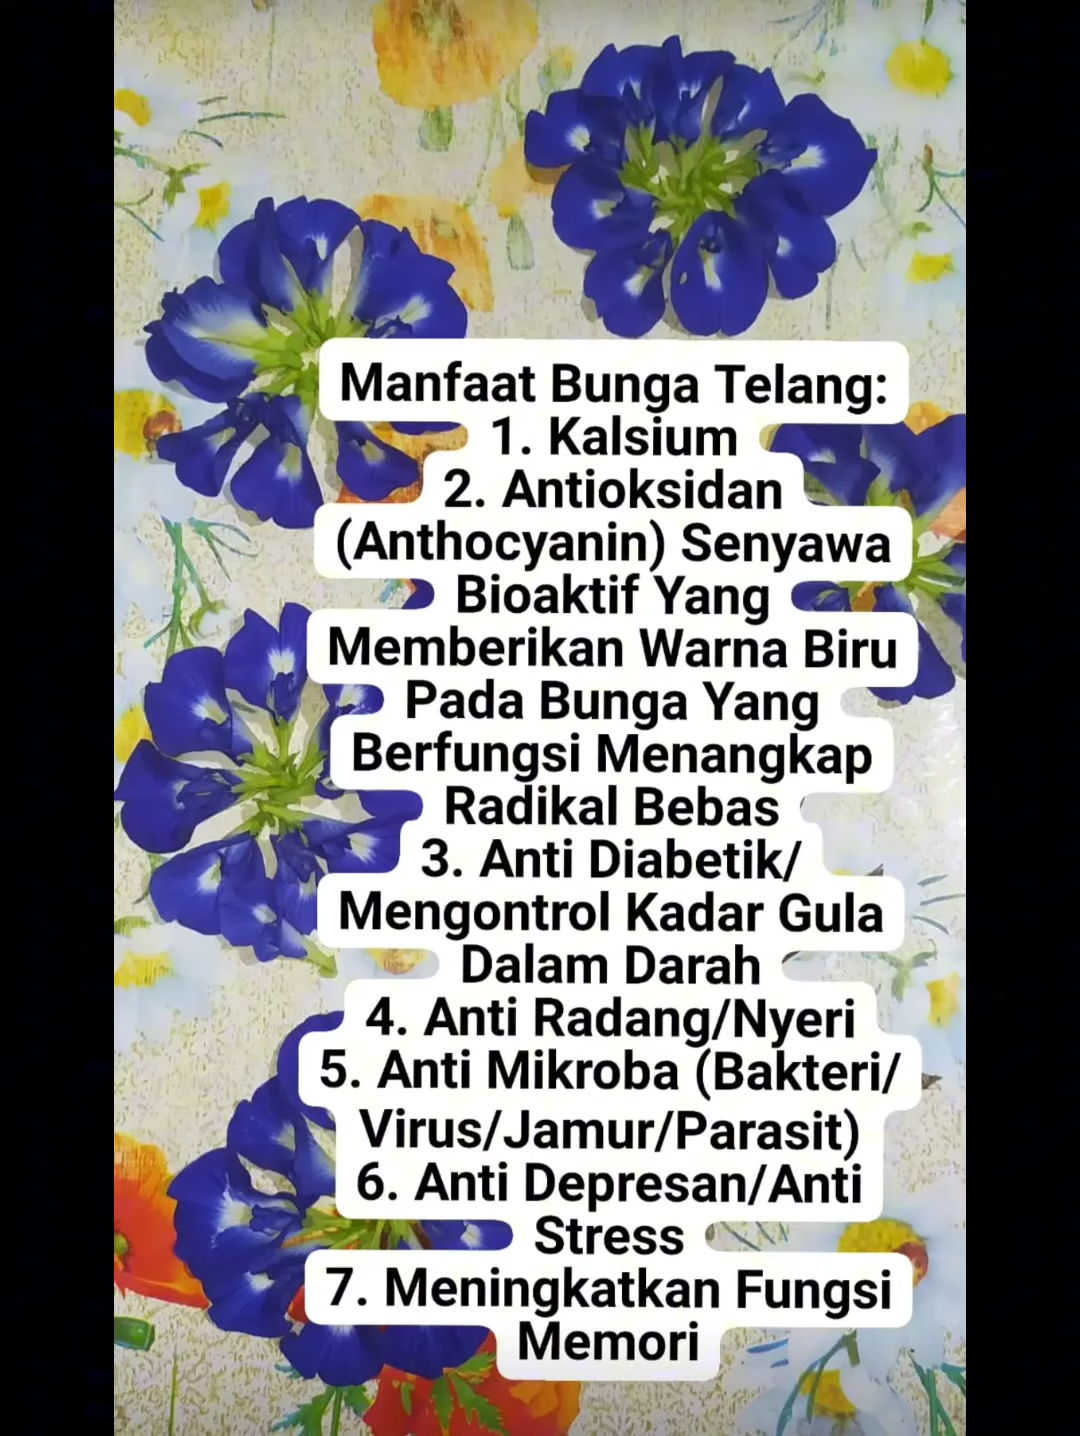 Manfaat Bunga Telang:
1. Kalsium
2. Antioksidan
(Anthocyanin) Senyawa
Bioaktif Yang
Memberikan Warna Biru
Pada Bunga Yang
Berfungsi Menangkap
Radikal Bebas
3. Anti Diabetik/
Mengontrol Kadar Gula
Dalam Darah
4. Anti Radang/Nyeri
5. Anti Mikroba (Bakteri/
Virus/Jamur/Parasit)
6. Anti Depresan/Anti
Stress
7. Meningkatkan Fungsi
Memori